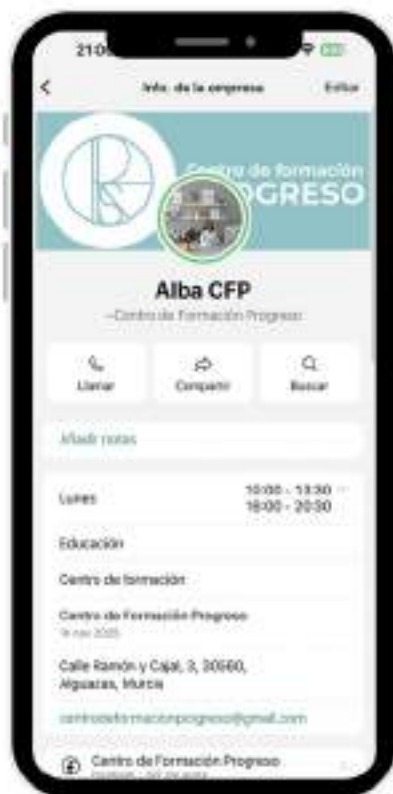 21:0
Info. de la empresa
Editar
Centro de formación
PROGRESO
Alba CFP
~Centro de Formación Progreso
Llamar
Compartir
Buscar
Añadir notas
Lunes
10:00 - 13:30
16:00 - 20:30
Educación
Centro de formación
Centro de Formación Progreso
Calle Ramón y Cajal, 3, 30560,
Alguazas, Murcia
centrodeformacionprogreso@gmail.com
Centro de Formación Progreso